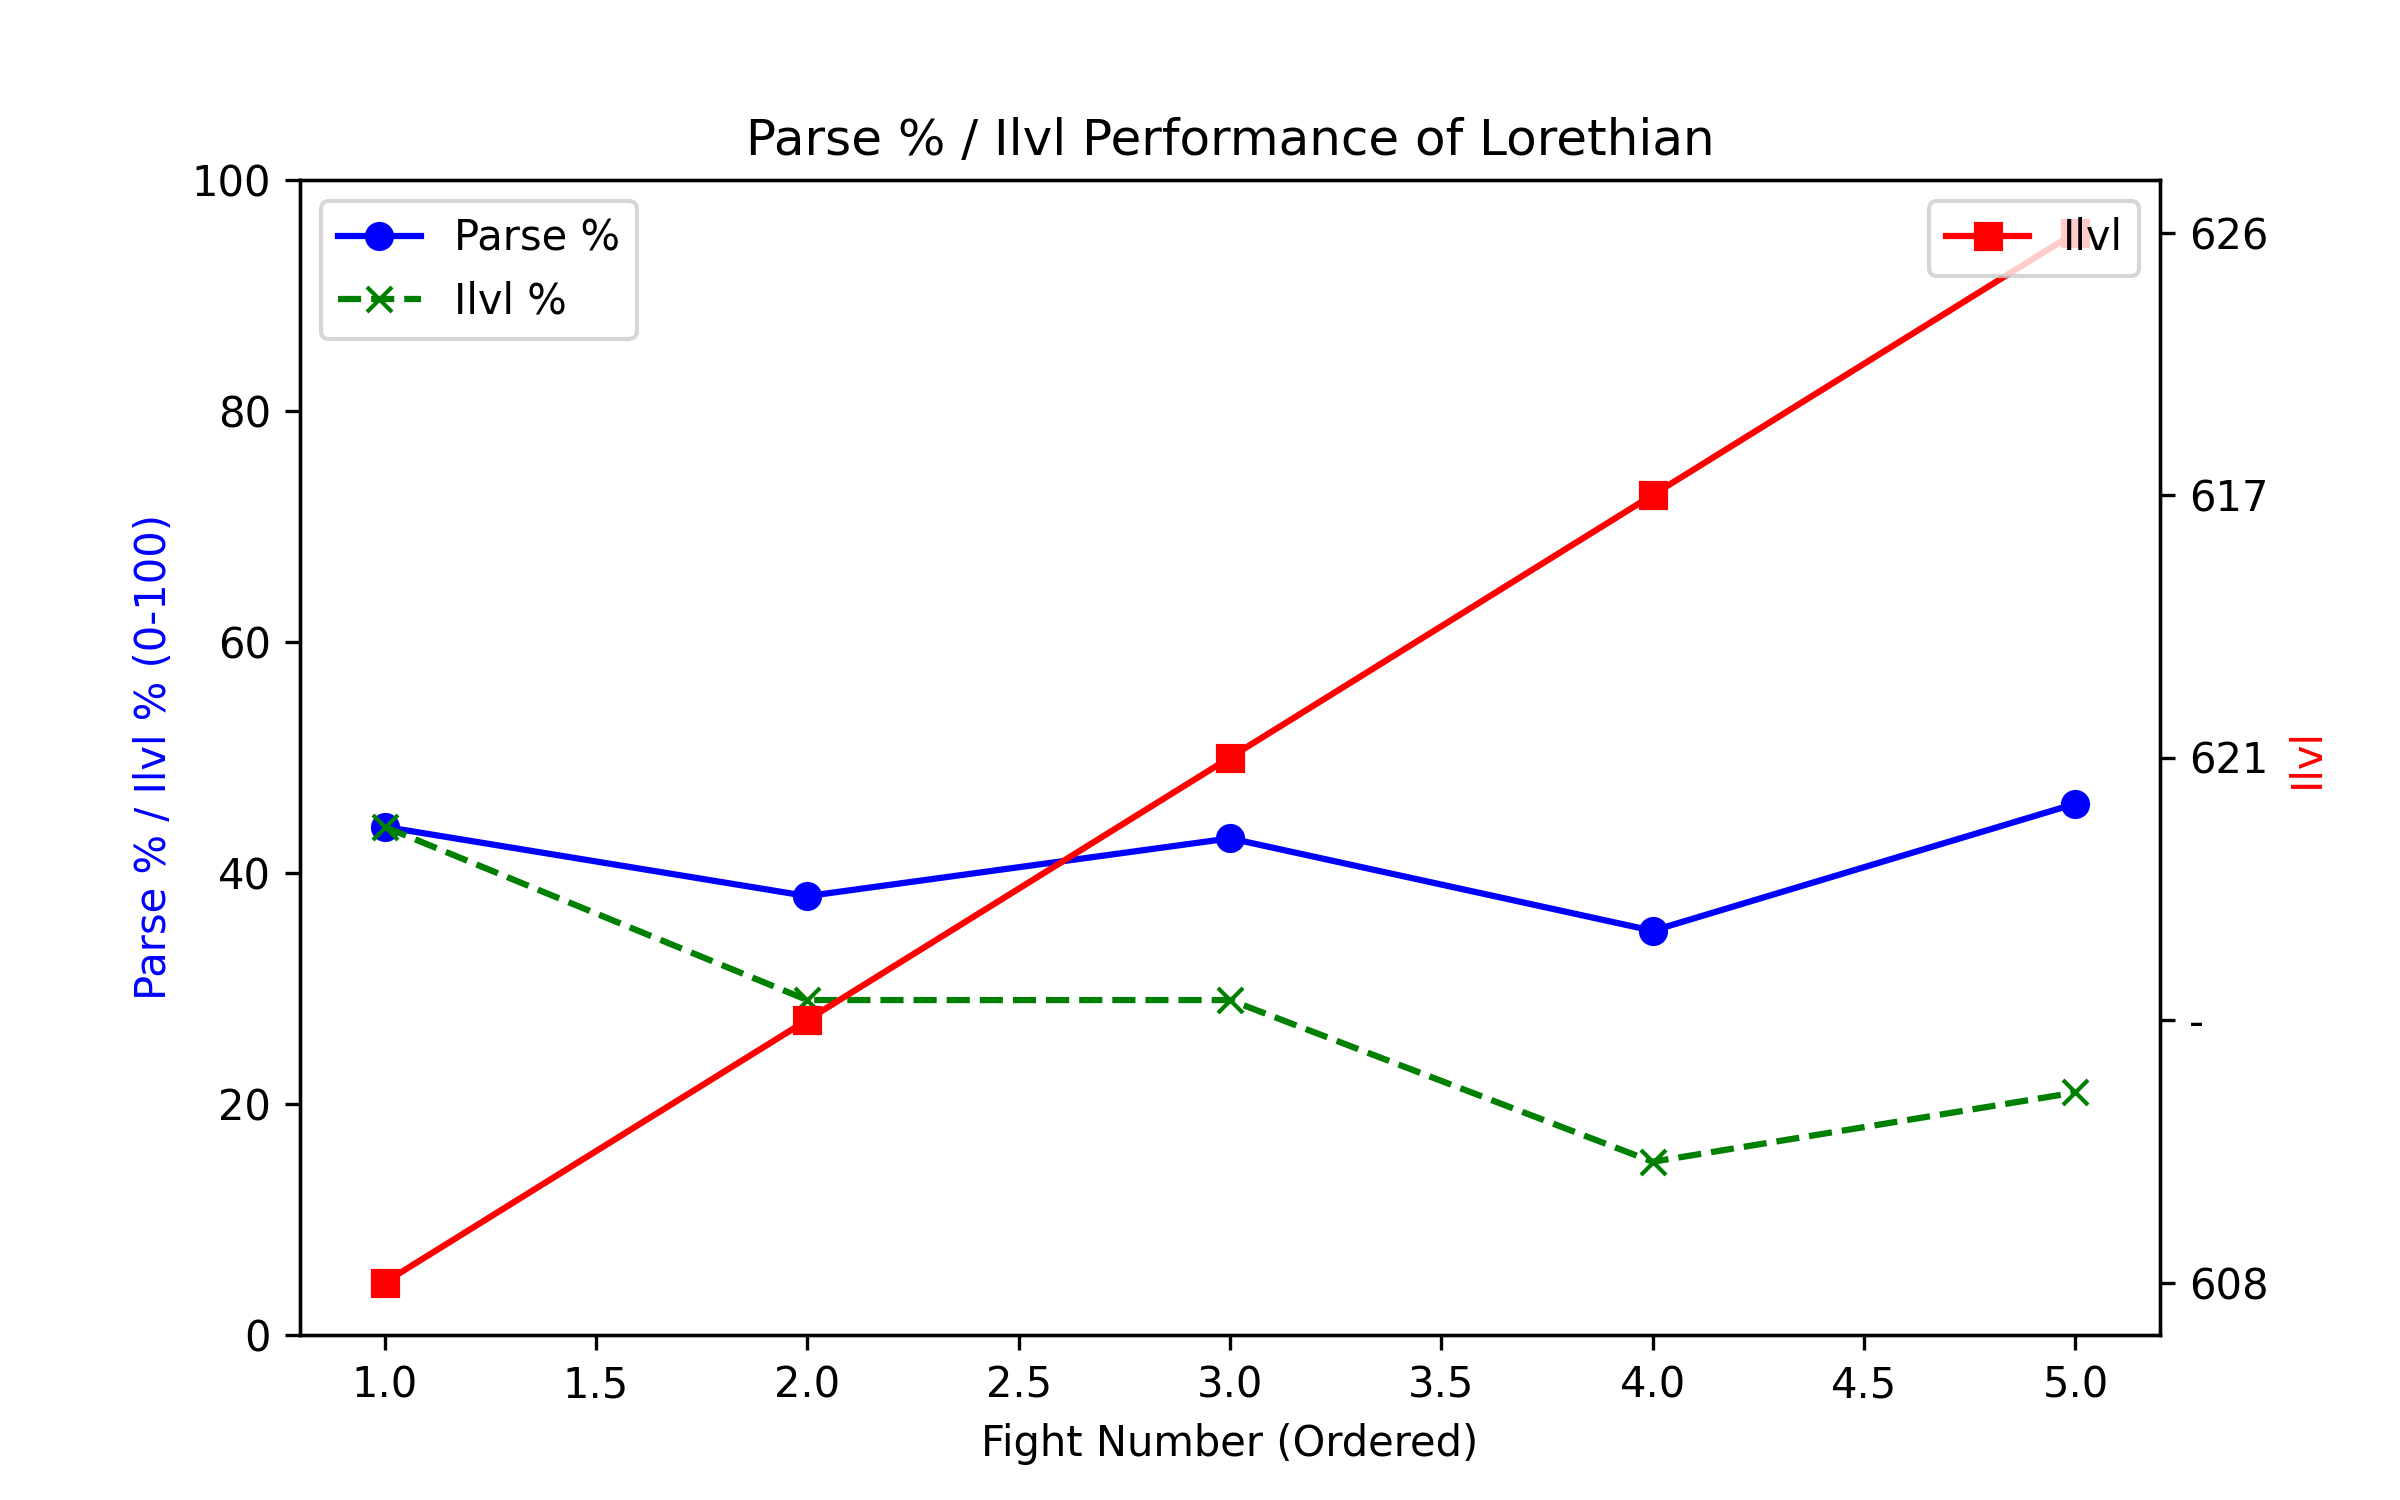 Parse % / Ilvl Performance of Lorethian
Parse %
Ilvl %
Ilvl
Parse % / Ilvl % (0-100)
100
80
60
40
20
0
626
617
621
-
608
Ilvl
1.0 1.5 2.0 2.5 3.0 3.5 4.0 4.5 5.0
Fight Number (Ordered)